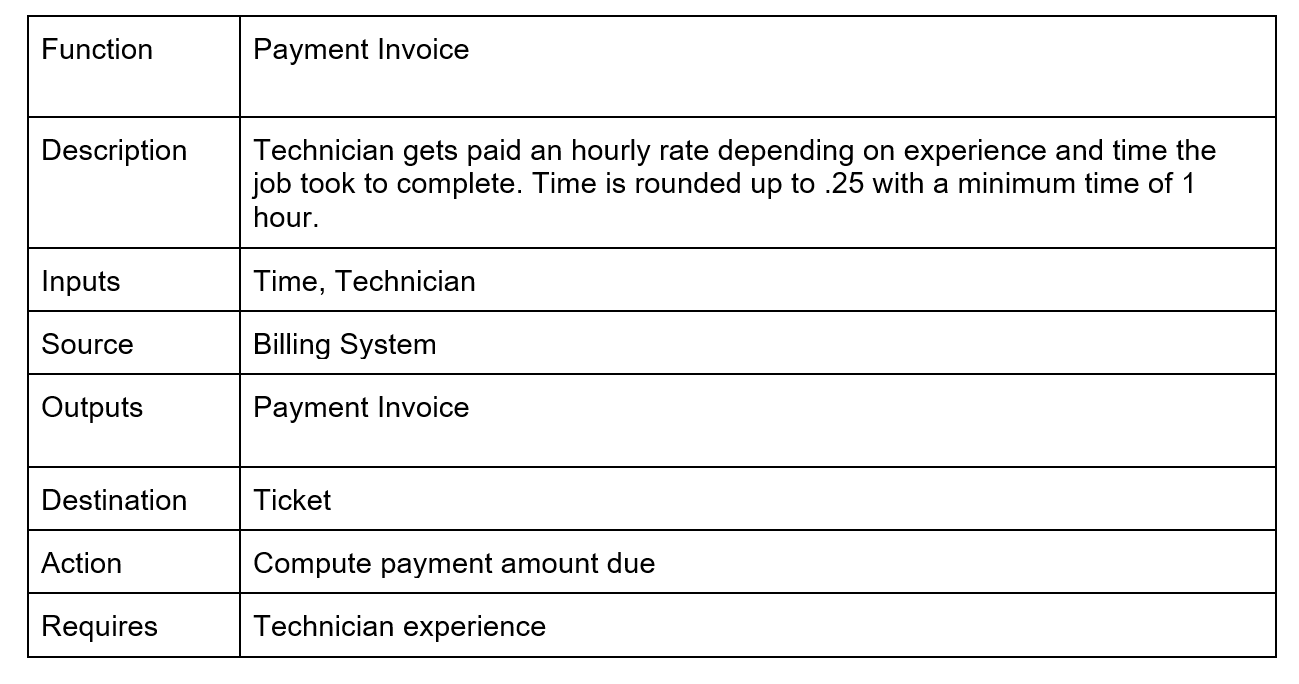 Function
Payment Invoice
Description
Technician gets paid an hourly rate depending on experience and time the
job took to complete. Time is rounded up to .25 with a minimum time of 1
hour.
Inputs
Time, Technician
Source
Billing System
Outputs
Payment Invoice
Destination
Ticket
Action
Compute payment amount due
Requires
Technician experience